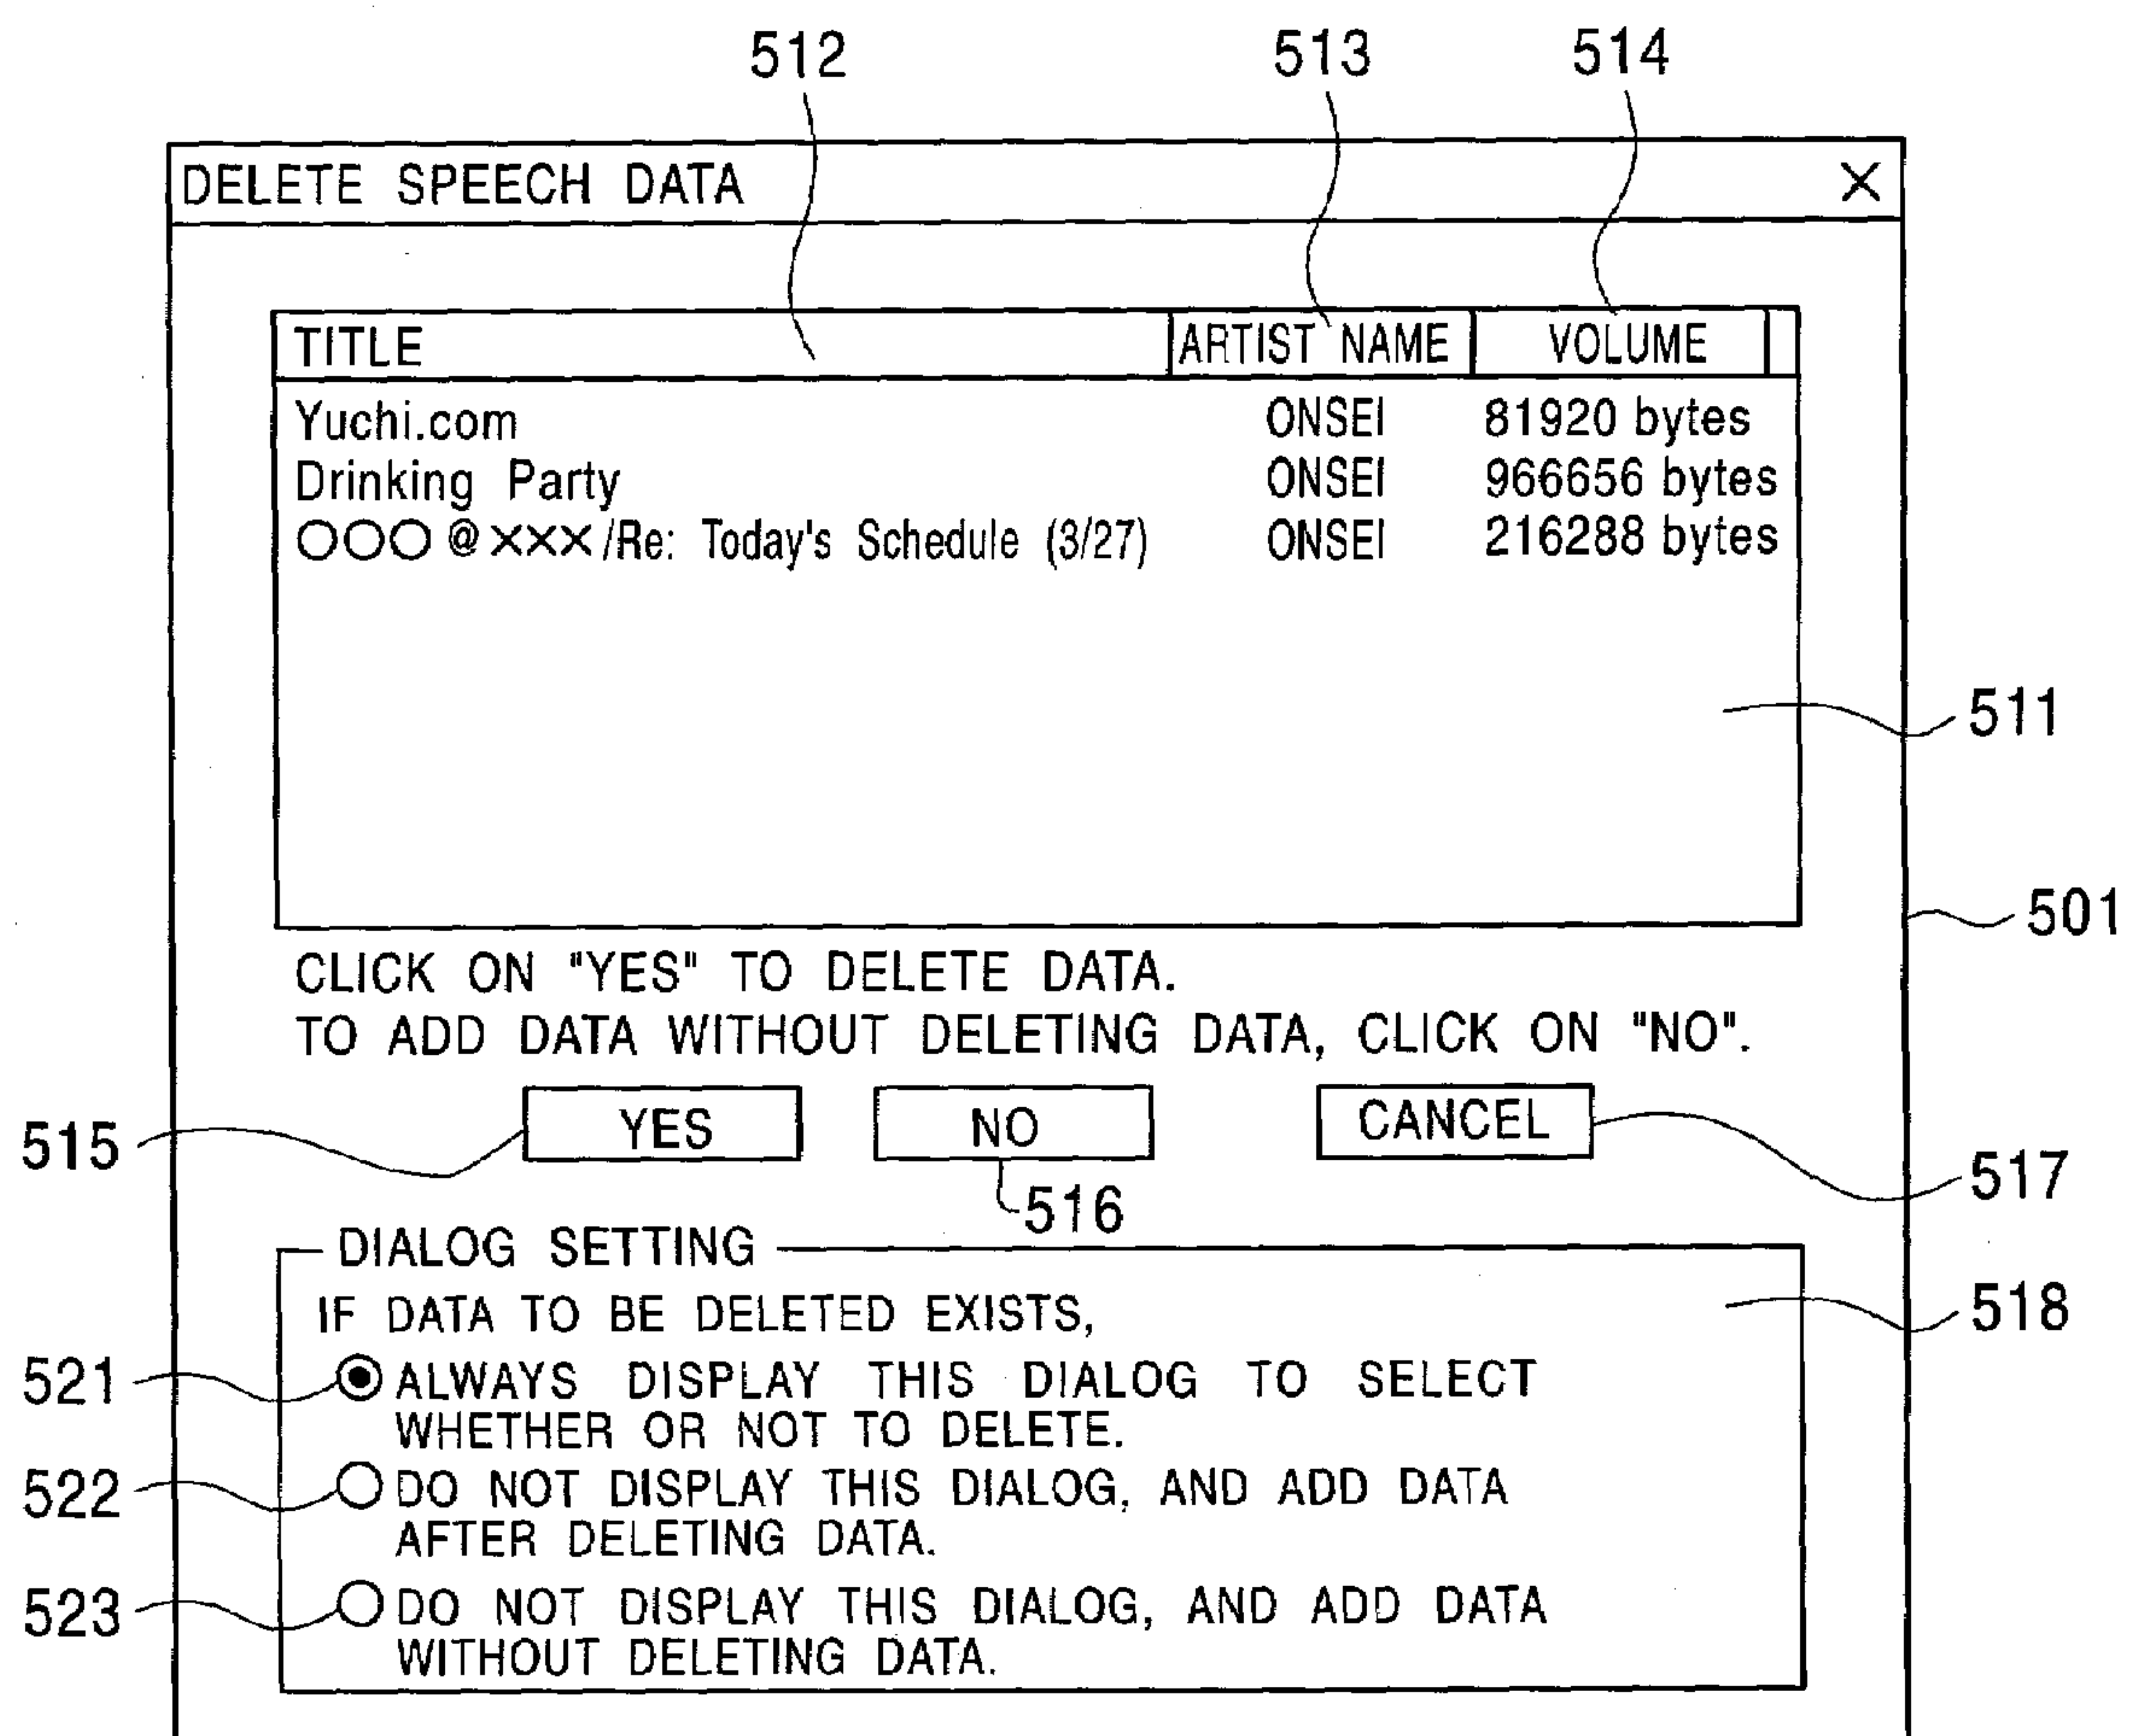 512 513 514
DELETE SPEECH DATA X
TITLE ARTIST NAME VOLUME
Yuchi.com ONSEI 81920 bytes
Drinking Party ONSEI 966656 bytes
○○○@×××/Re: Today's Schedule (3/27) ONSEI 216288 bytes
511
501
CLICK ON "YES" TO DELETE DATA.
TO ADD DATA WITHOUT DELETING DATA, CLICK ON "NO".
515 YES NO CANCEL
516
517
DIALOG SETTING
IF DATA TO BE DELETED EXISTS,
518
521 ALWAYS DISPLAY THIS DIALOG TO SELECT
WHETHER OR NOT TO DELETE.
522 DO NOT DISPLAY THIS DIALOG, AND ADD DATA
AFTER DELETING DATA.
523 DO NOT DISPLAY THIS DIALOG, AND ADD DATA
WITHOUT DELETING DATA.